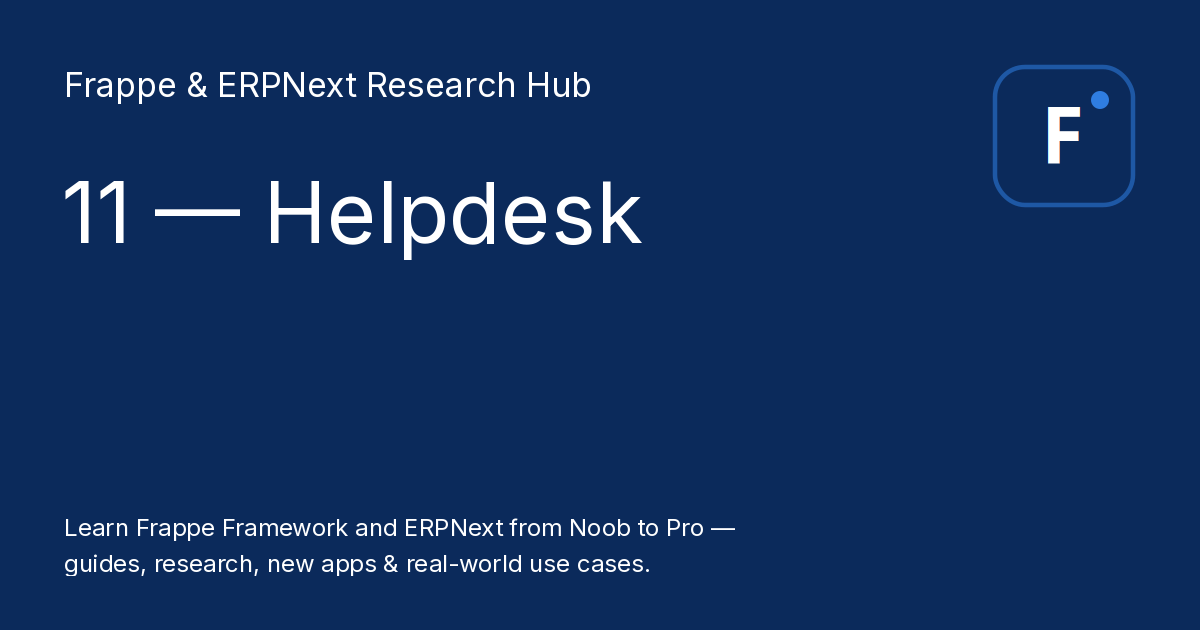 Frappe & ERPNext Research Hub
F
11 — Helpdesk
Learn Frappe Framework and ERPNext from Noob to Pro —
guides, research, new apps & real-world use cases.